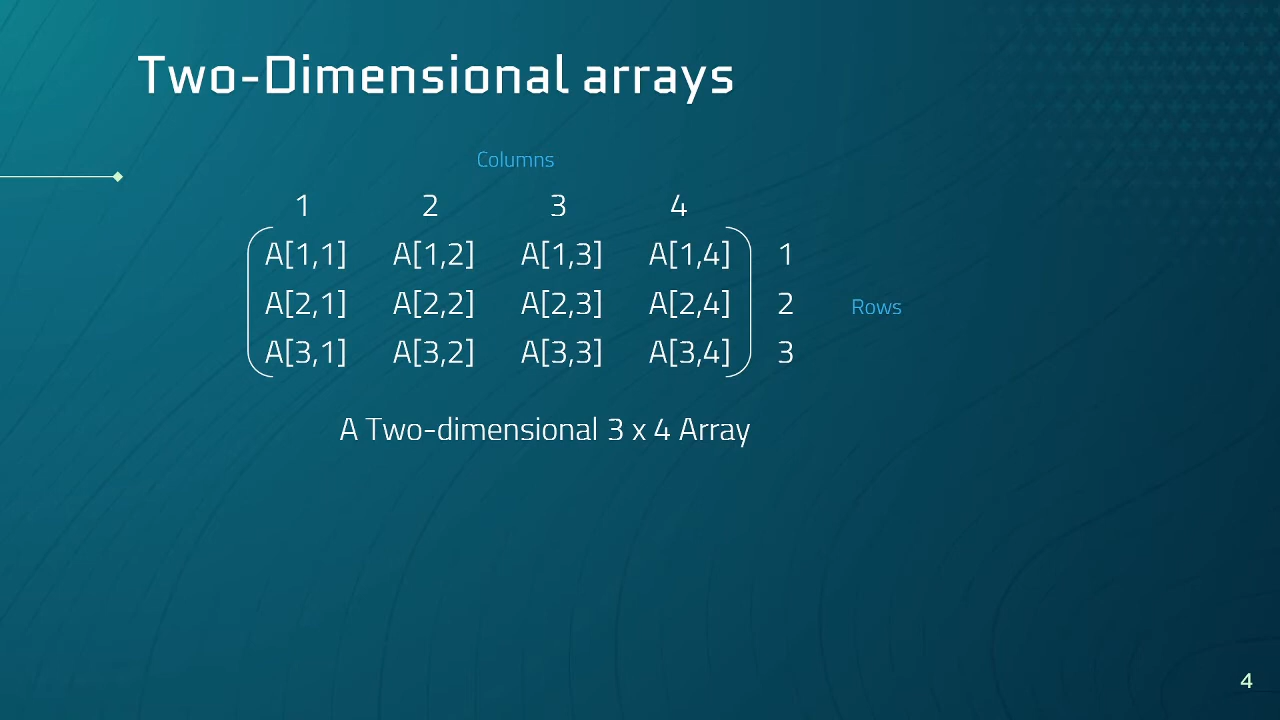 Two-Dimensional arrays
Columns
1 2 3 4
A[1,1] A[1,2] A[1,3] A[1,4] 1
A[2,1] A[2,2] A[2,3] A[2,4] 2 Rows
A[3,1] A[3,2] A[3,3] A[3,4] 3
A Two-dimensional 3 x 4 Array
4